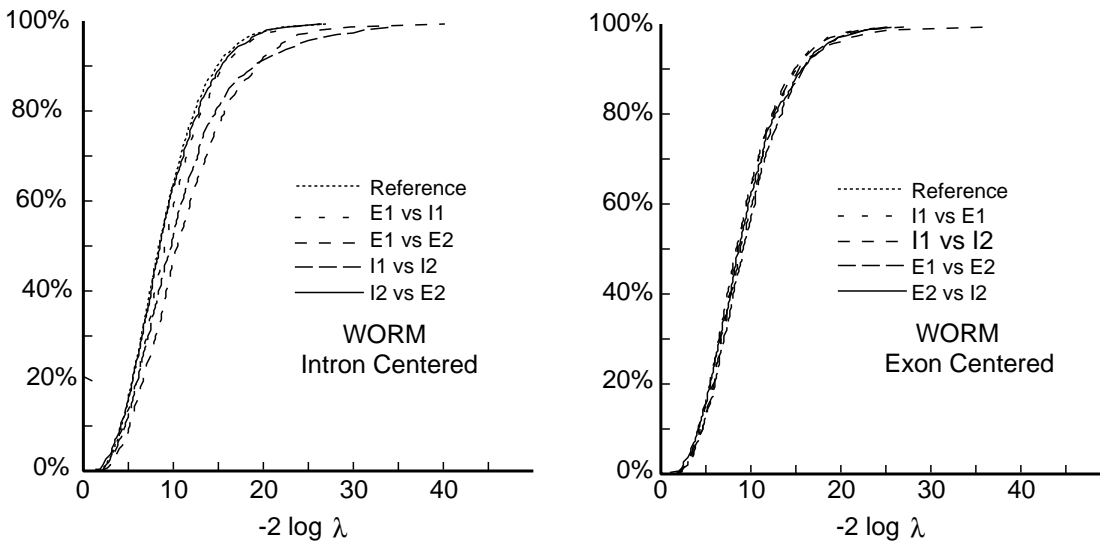 100%
80%
60%
40%
20%
0%
0 10 20 30 40
-2 log λ
Reference
E1 vs I1
E1 vs E2
I1 vs I2
I2 vs E2
WORM
Intron Centered
100%
80%
60%
40%
20%
0%
0 10 20 30 40
-2 log λ
Reference
I1 vs E1
I1 vs I2
E1 vs E2
E2 vs I2
WORM
Exon Centered